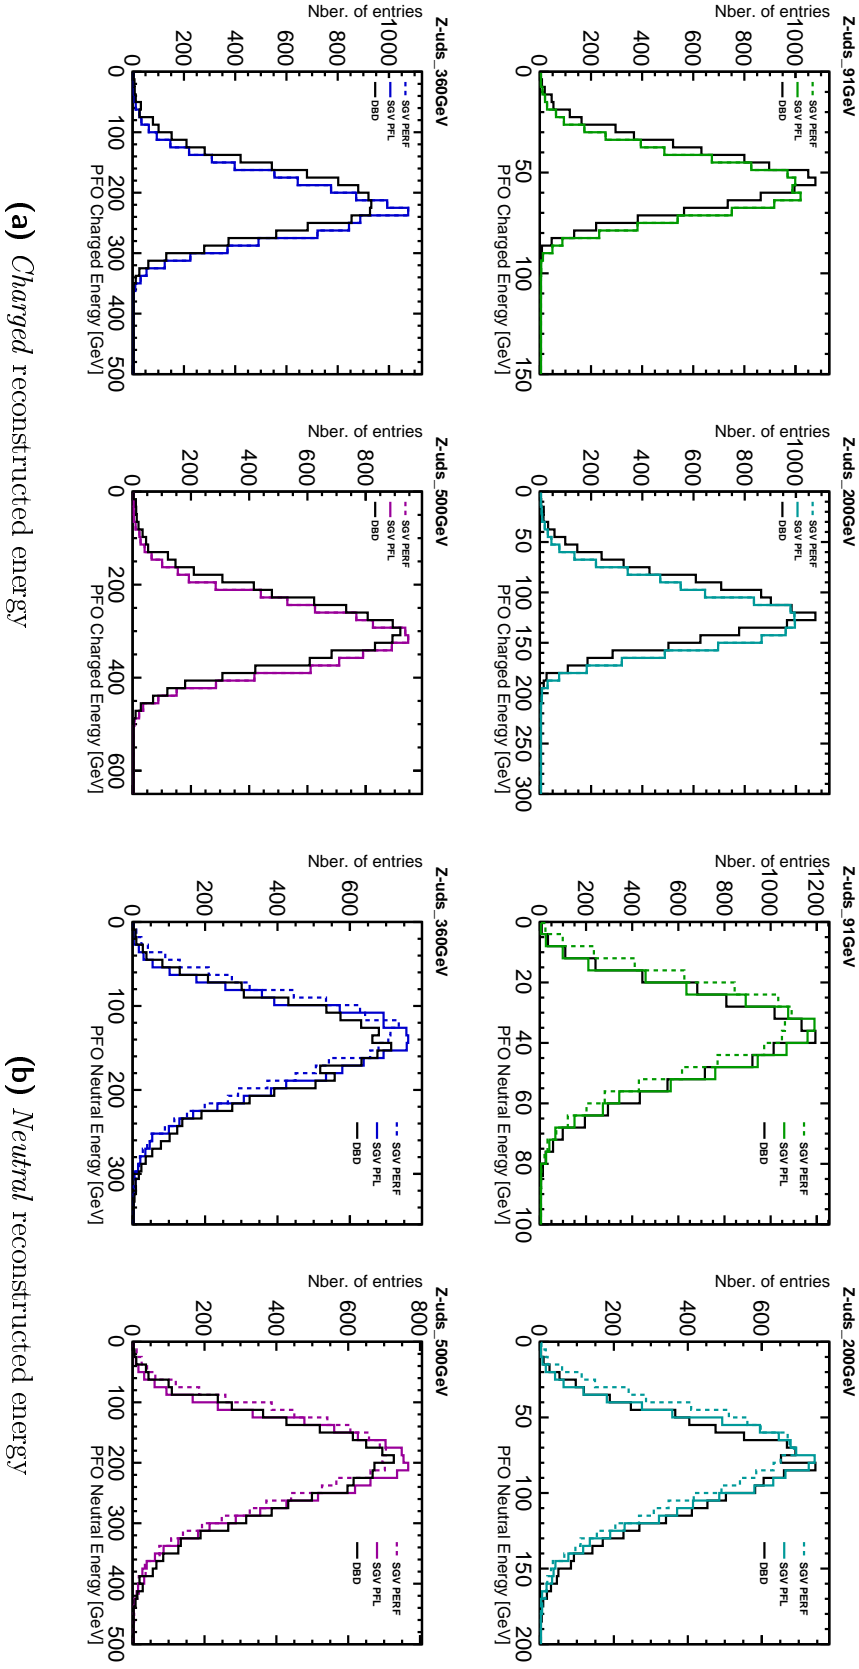 Z-uds_91GeV
Nber. of entries
1000
800
600
400
200
0
SGV PERF
SGV PFL
DBD
0 50 100 150
PFO Charged Energy [GeV]
Z-uds_200GeV
Nber. of entries
1000
800
600
400
200
0
SGV PERF
SGV PFL
DBD
0 50 100 150 200 250 300
PFO Charged Energy [GeV]
Z-uds_360GeV
Nber. of entries
1000
800
600
400
200
0
SGV PERF
SGV PFL
DBD
0 100 200 300 400 500
PFO Charged Energy [GeV]
Z-uds_500GeV
Nber. of entries
800
600
400
200
0
SGV PERF
SGV PFL
DBD
0 200 400 600
PFO Charged Energy [GeV]
(a) Charged reconstructed energy
Z-uds_91GeV
Nber. of entries
1200
1000
800
600
400
200
0
SGV PERF
SGV PFL
DBD
0 20 40 60 80 100
PFO Neutral Energy [GeV]
Z-uds_200GeV
Nber. of entries
600
400
200
0
SGV PERF
SGV PFL
DBD
0 50 100 150 200
PFO Neutral Energy [GeV]
Z-uds_360GeV
Nber. of entries
600
400
200
0
SGV PERF
SGV PFL
DBD
0 100 200 300
PFO Neutral Energy [GeV]
Z-uds_500GeV
Nber. of entries
800
600
400
200
0
SGV PERF
SGV PFL
DBD
0 100 200 300 400 500
PFO Neutral Energy [GeV]
(b) Neutral reconstructed energy